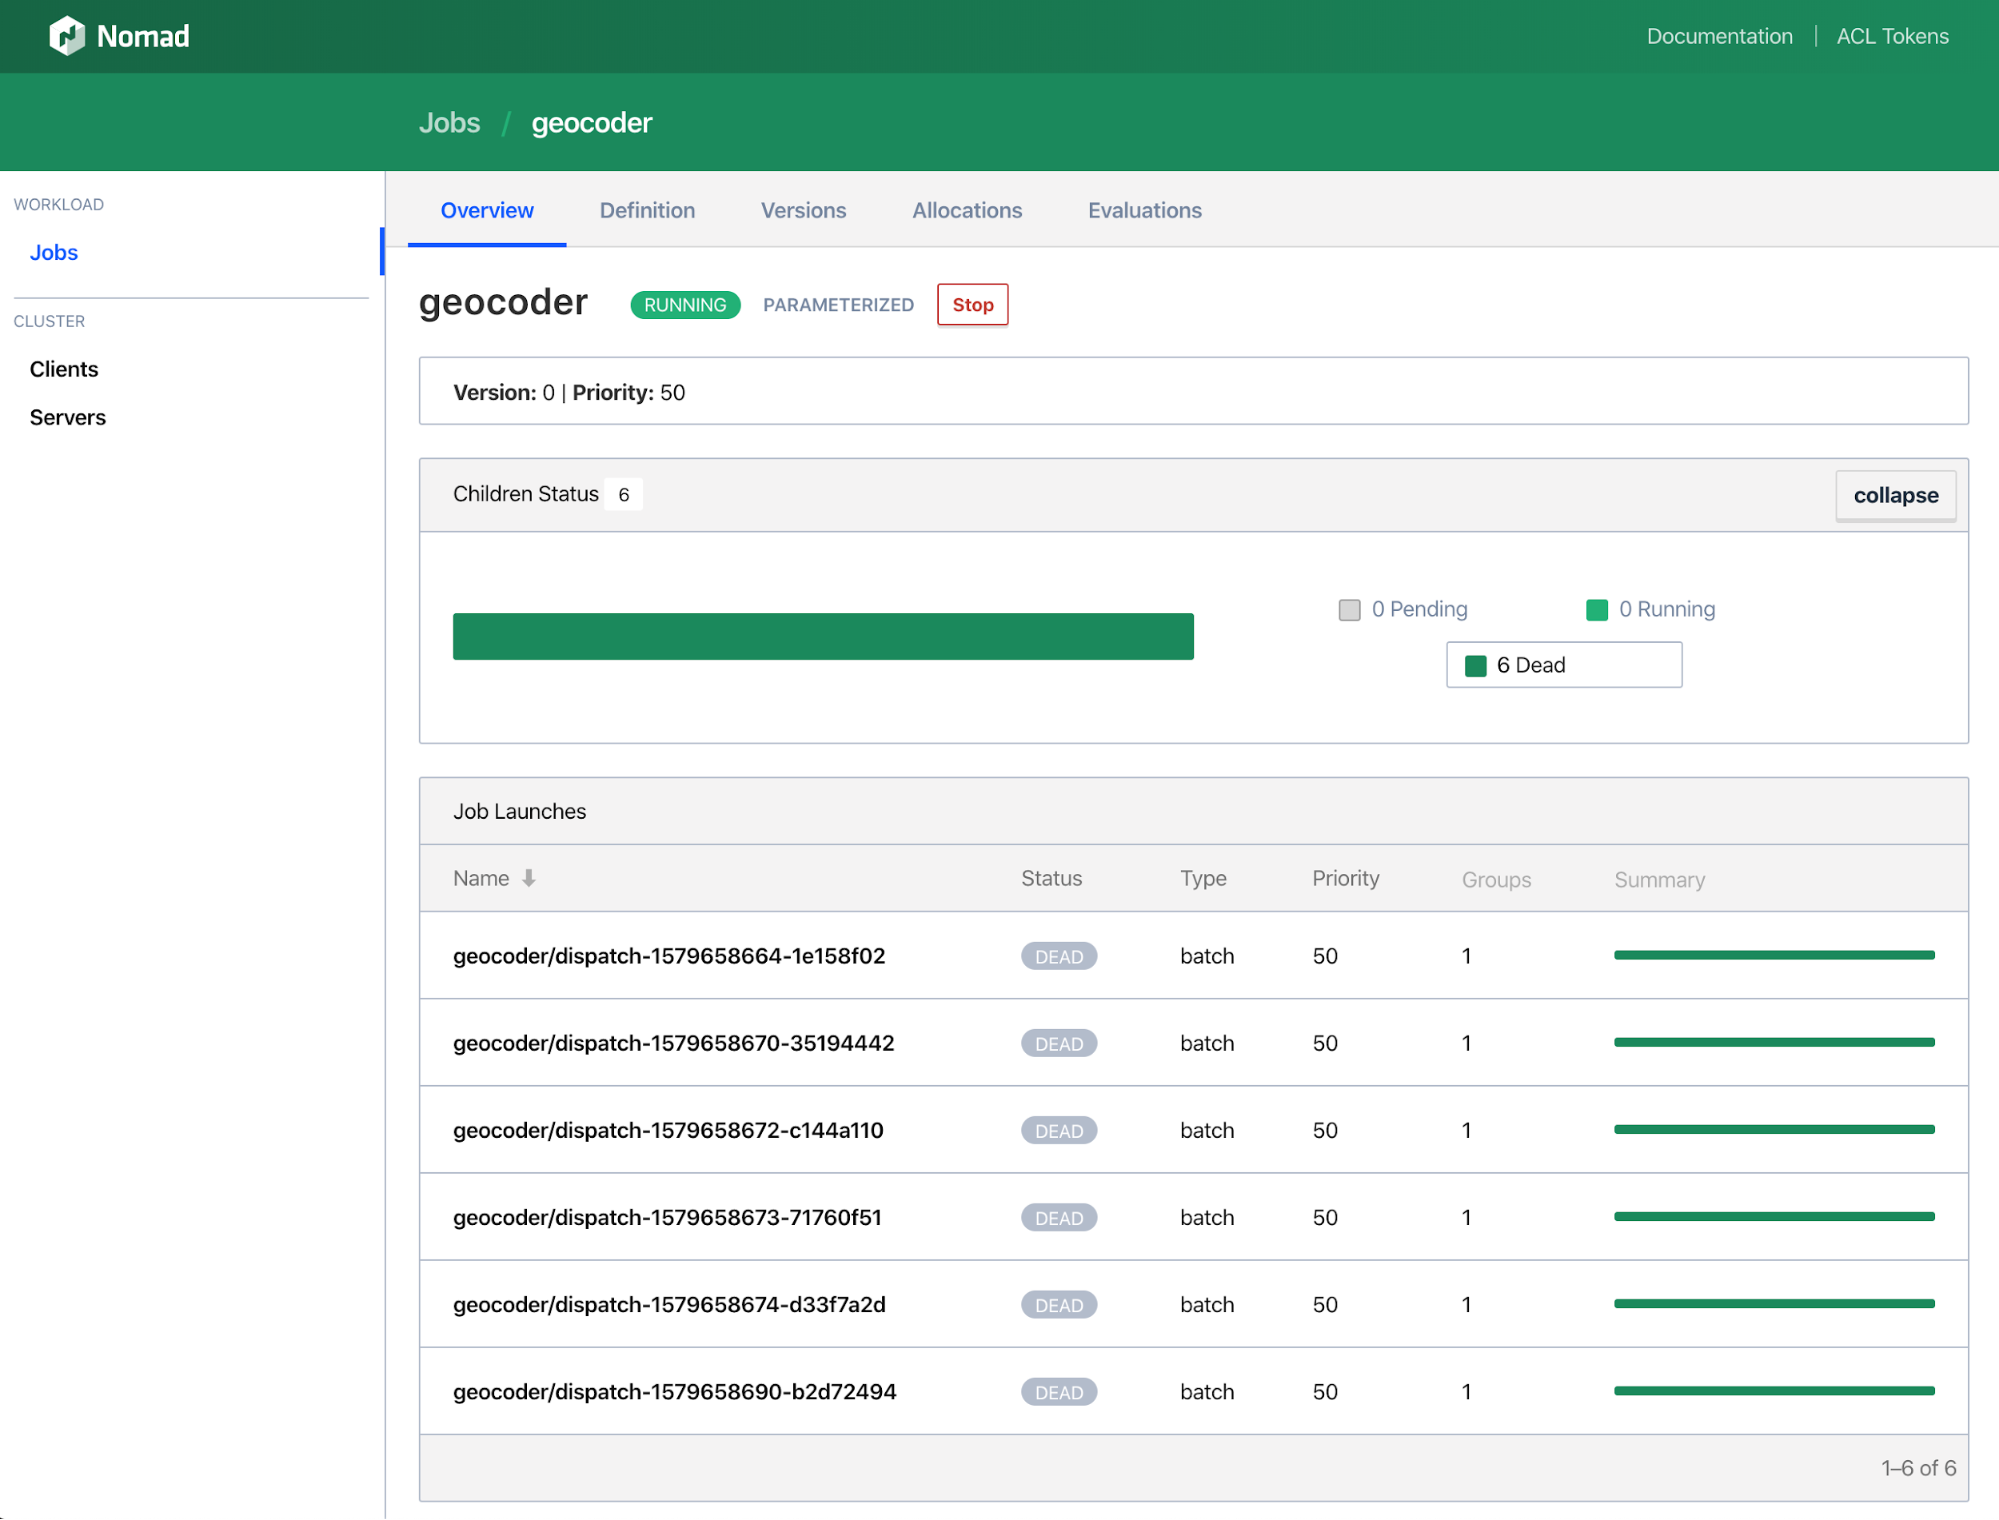 Nomad
Documentation | ACL Tokens
Jobs / geocoder
WORKLOAD
Jobs
CLUSTER
Clients
Servers
Overview Definition Versions Allocations Evaluations
geocoder RUNNING PARAMETERIZED Stop
Version: 0 | Priority: 50
Children Status 6 collapse
0 Pending 0 Running
6 Dead
Job Launches
Name Status Type Priority Groups Summary
geocoder/dispatch-1579658664-1e158f02 DEAD batch 50 1
geocoder/dispatch-1579658670-35194442 DEAD batch 50 1
geocoder/dispatch-1579658672-c144a110 DEAD batch 50 1
geocoder/dispatch-1579658673-71760f51 DEAD batch 50 1
geocoder/dispatch-1579658674-d33f7a2d DEAD batch 50 1
geocoder/dispatch-1579658690-b2d72494 DEAD batch 50 1
1–6 of 6